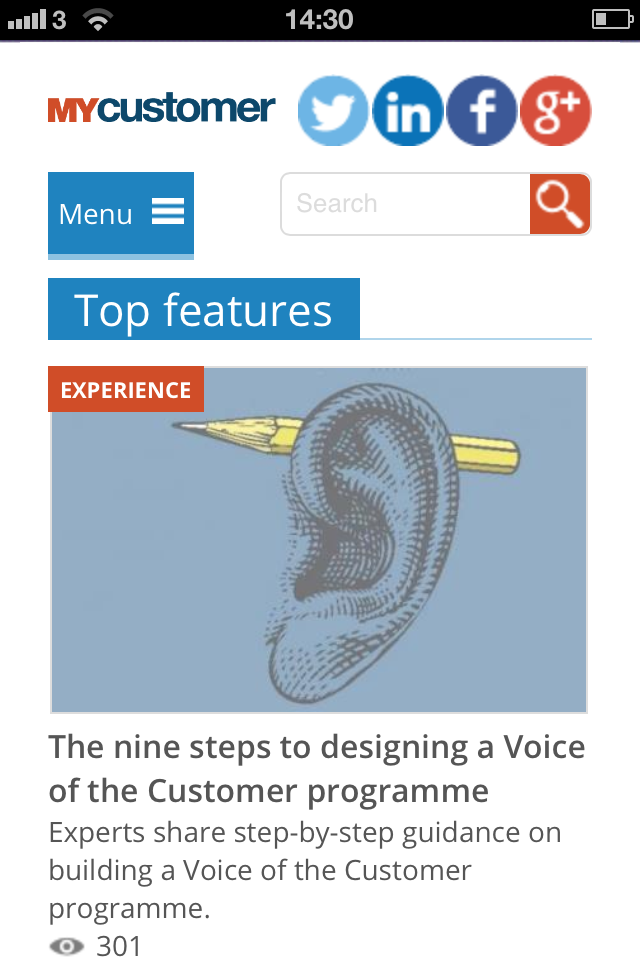 3 14:30
MYcustomer in f g+
Menu Search
Top features
EXPERIENCE
The nine steps to designing a Voice
of the Customer programme
Experts share step-by-step guidance on
building a Voice of the Customer
programme.
301